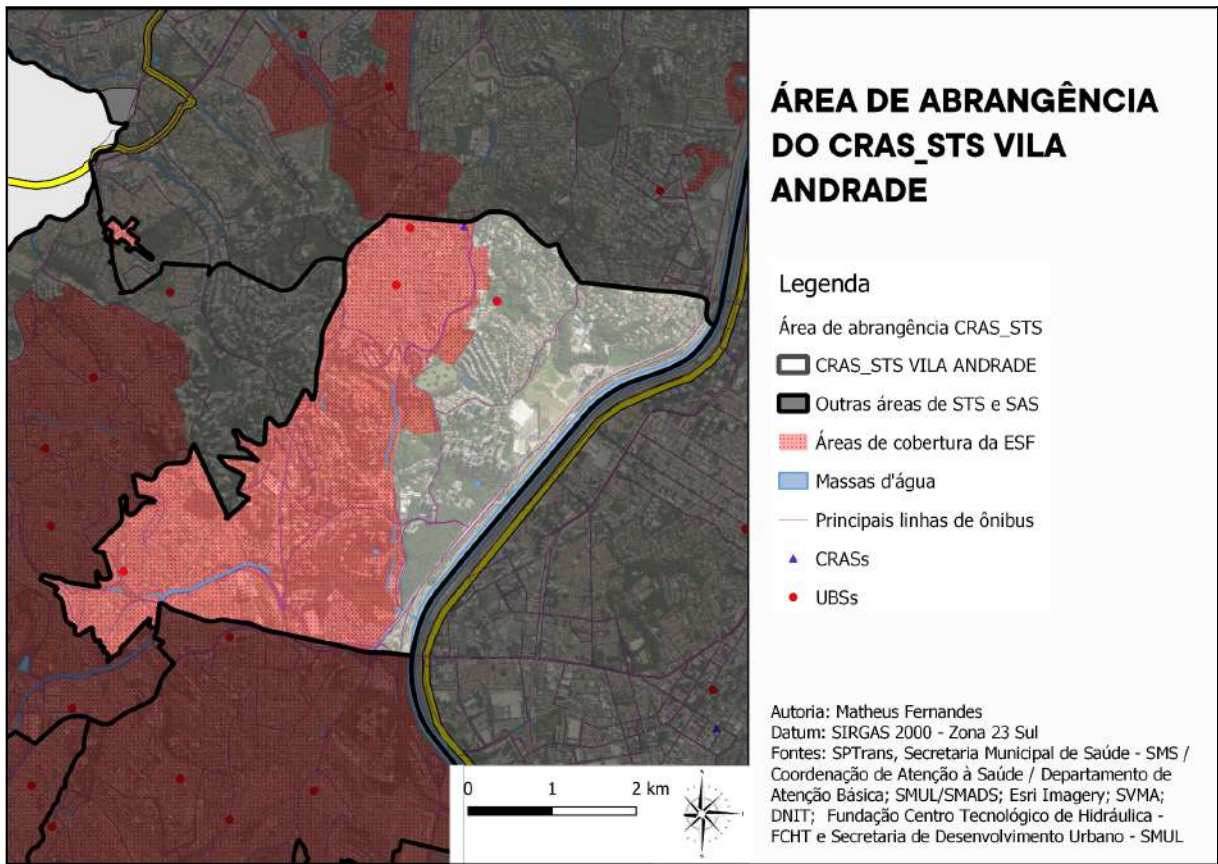 ÁREA DE ABRANGÊNCIA
DO CRAS_STS VILA
ANDRADE
Legenda
Área de abrangência CRAS_STS
CRAS_STS VILA ANDRADE
Outras áreas de STS e SAS
Áreas de cobertura da ESF
Massas d'água
Principais linhas de ônibus
CRASs
UBSs
Autoria: Matheus Fernandes
Datum: SIRGAS 2000 - Zona 23 Sul
Fontes: SPTrans, Secretaria Municipal de Saúde - SMS /
Coordenação de Atenção à Saúde / Departamento de
Atenção Básica; SMUL/SMADS; Esri Imagery; SVMA;
DNIT; Fundação Centro Tecnológico de Hidráulica -
FCHT e Secretaria de Desenvolvimento Urbano - SMUL
0 1 2 km